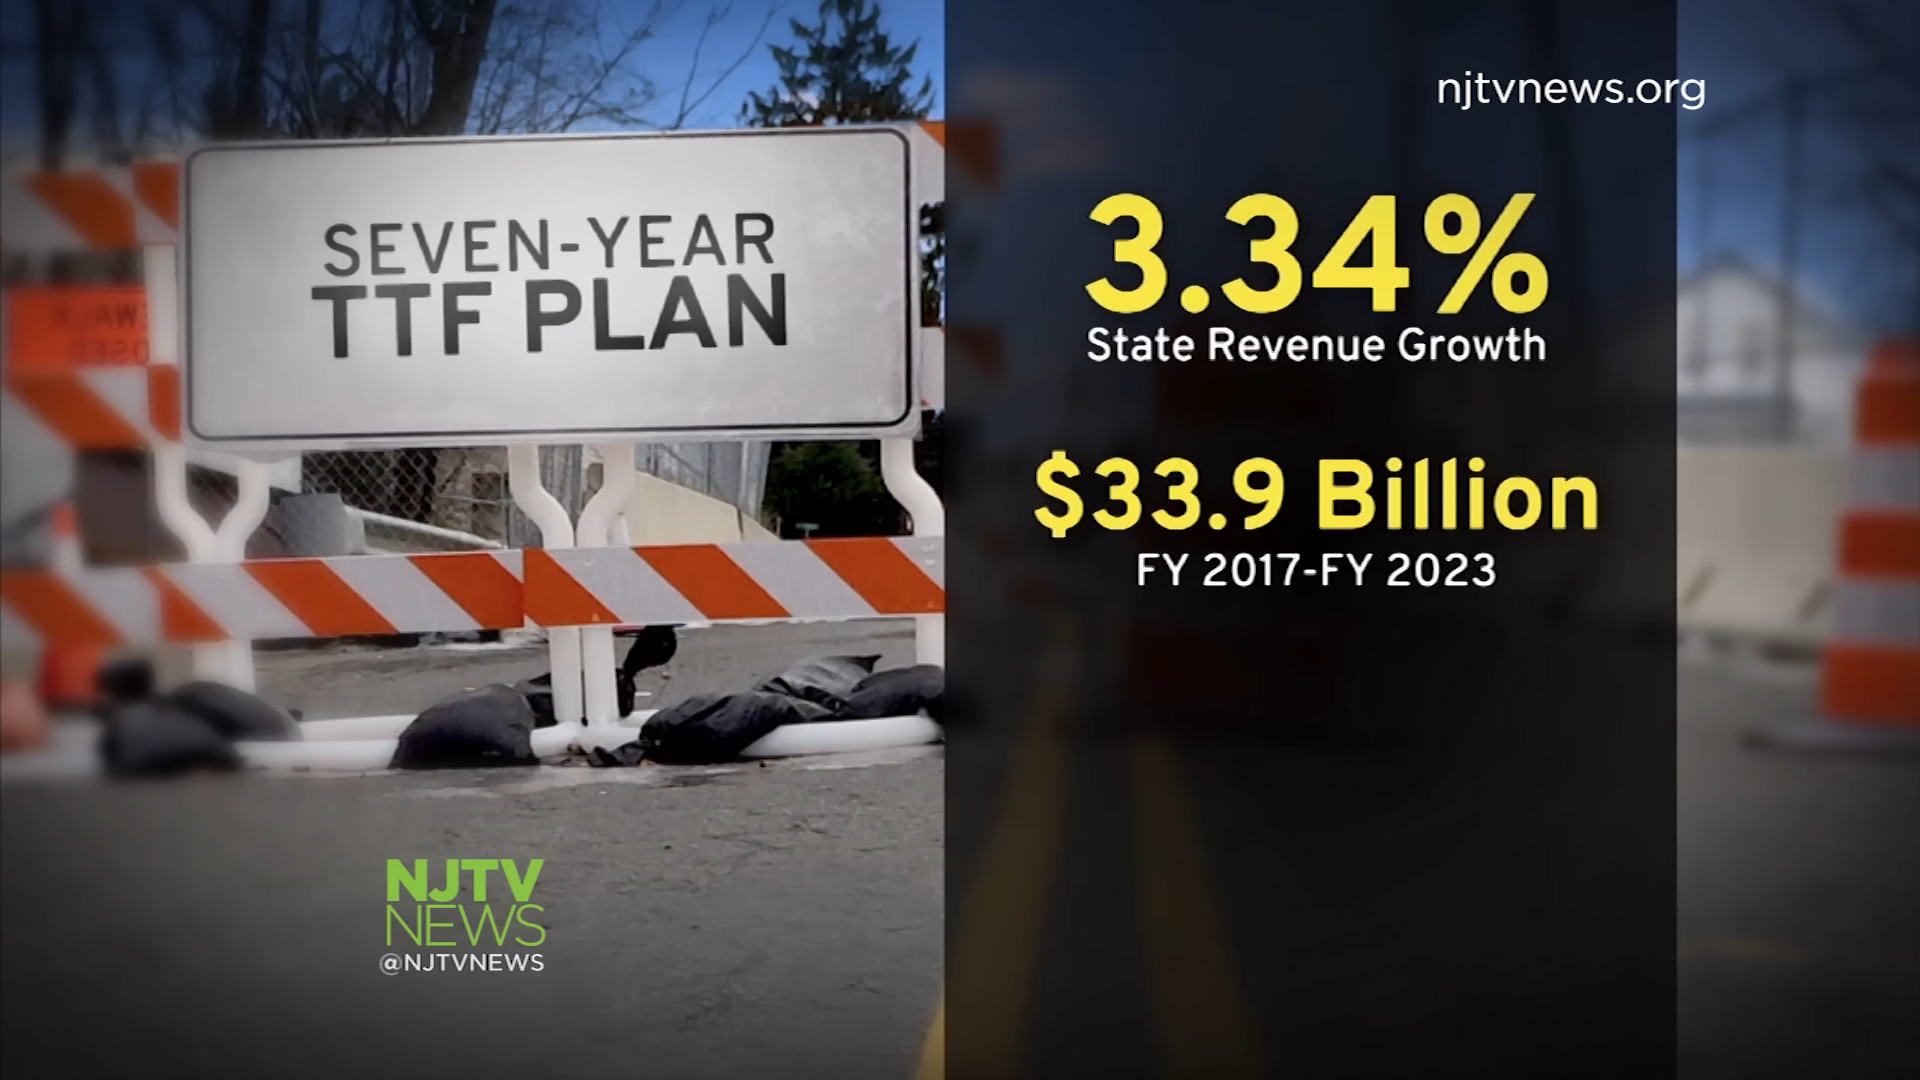 njtvnews.org
SEVEN-YEAR
TTF PLAN
3.34%
State Revenue Growth
$33.9 Billion
FY 2017-FY 2023
NJTV
NEWS
@NJTVNEWS